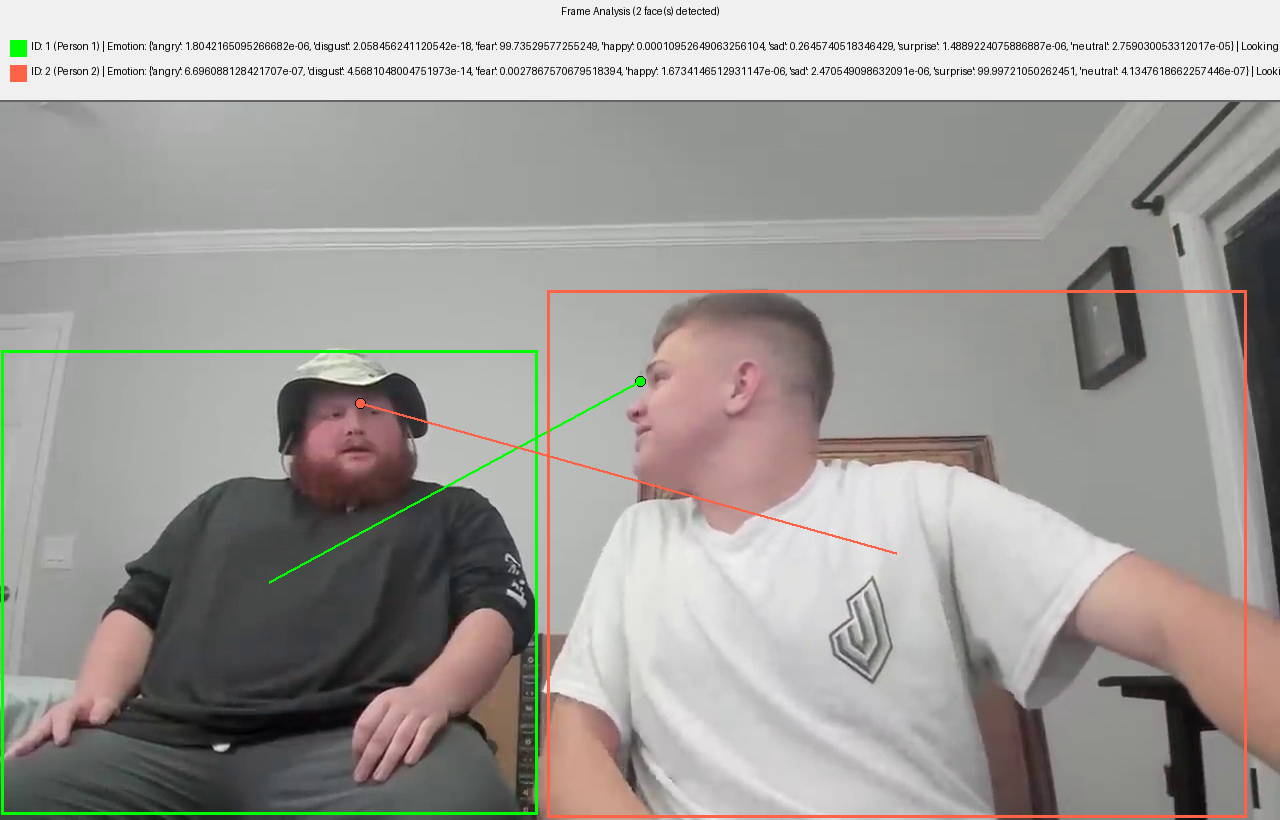 Frame Analysis (2 face(s) detected)
ID: 1 (Person 1) | Emotion: {'angry': 1.8042165095266682e-06, 'disgust': 2.058456241120542e-18, 'fear': 99.73529577255249, 'happy': 0.00010952649063256104, 'sad': 0.2645740518346429, 'surprise': 1.4889224075886887e-06, 'neutral': 2.759030053312017e-05} | Looking
ID: 2 (Person 2) | Emotion: {'angry': 6.696088128421707e-07, 'disgust': 4.5681048004751973e-14, 'fear': 0.0027867570679518394, 'happy': 1.6734146512931147e-06, 'sad': 2.470549098632091e-06, 'surprise': 99.99721050262451, 'neutral': 4.1347618662257446e-07} | Looki